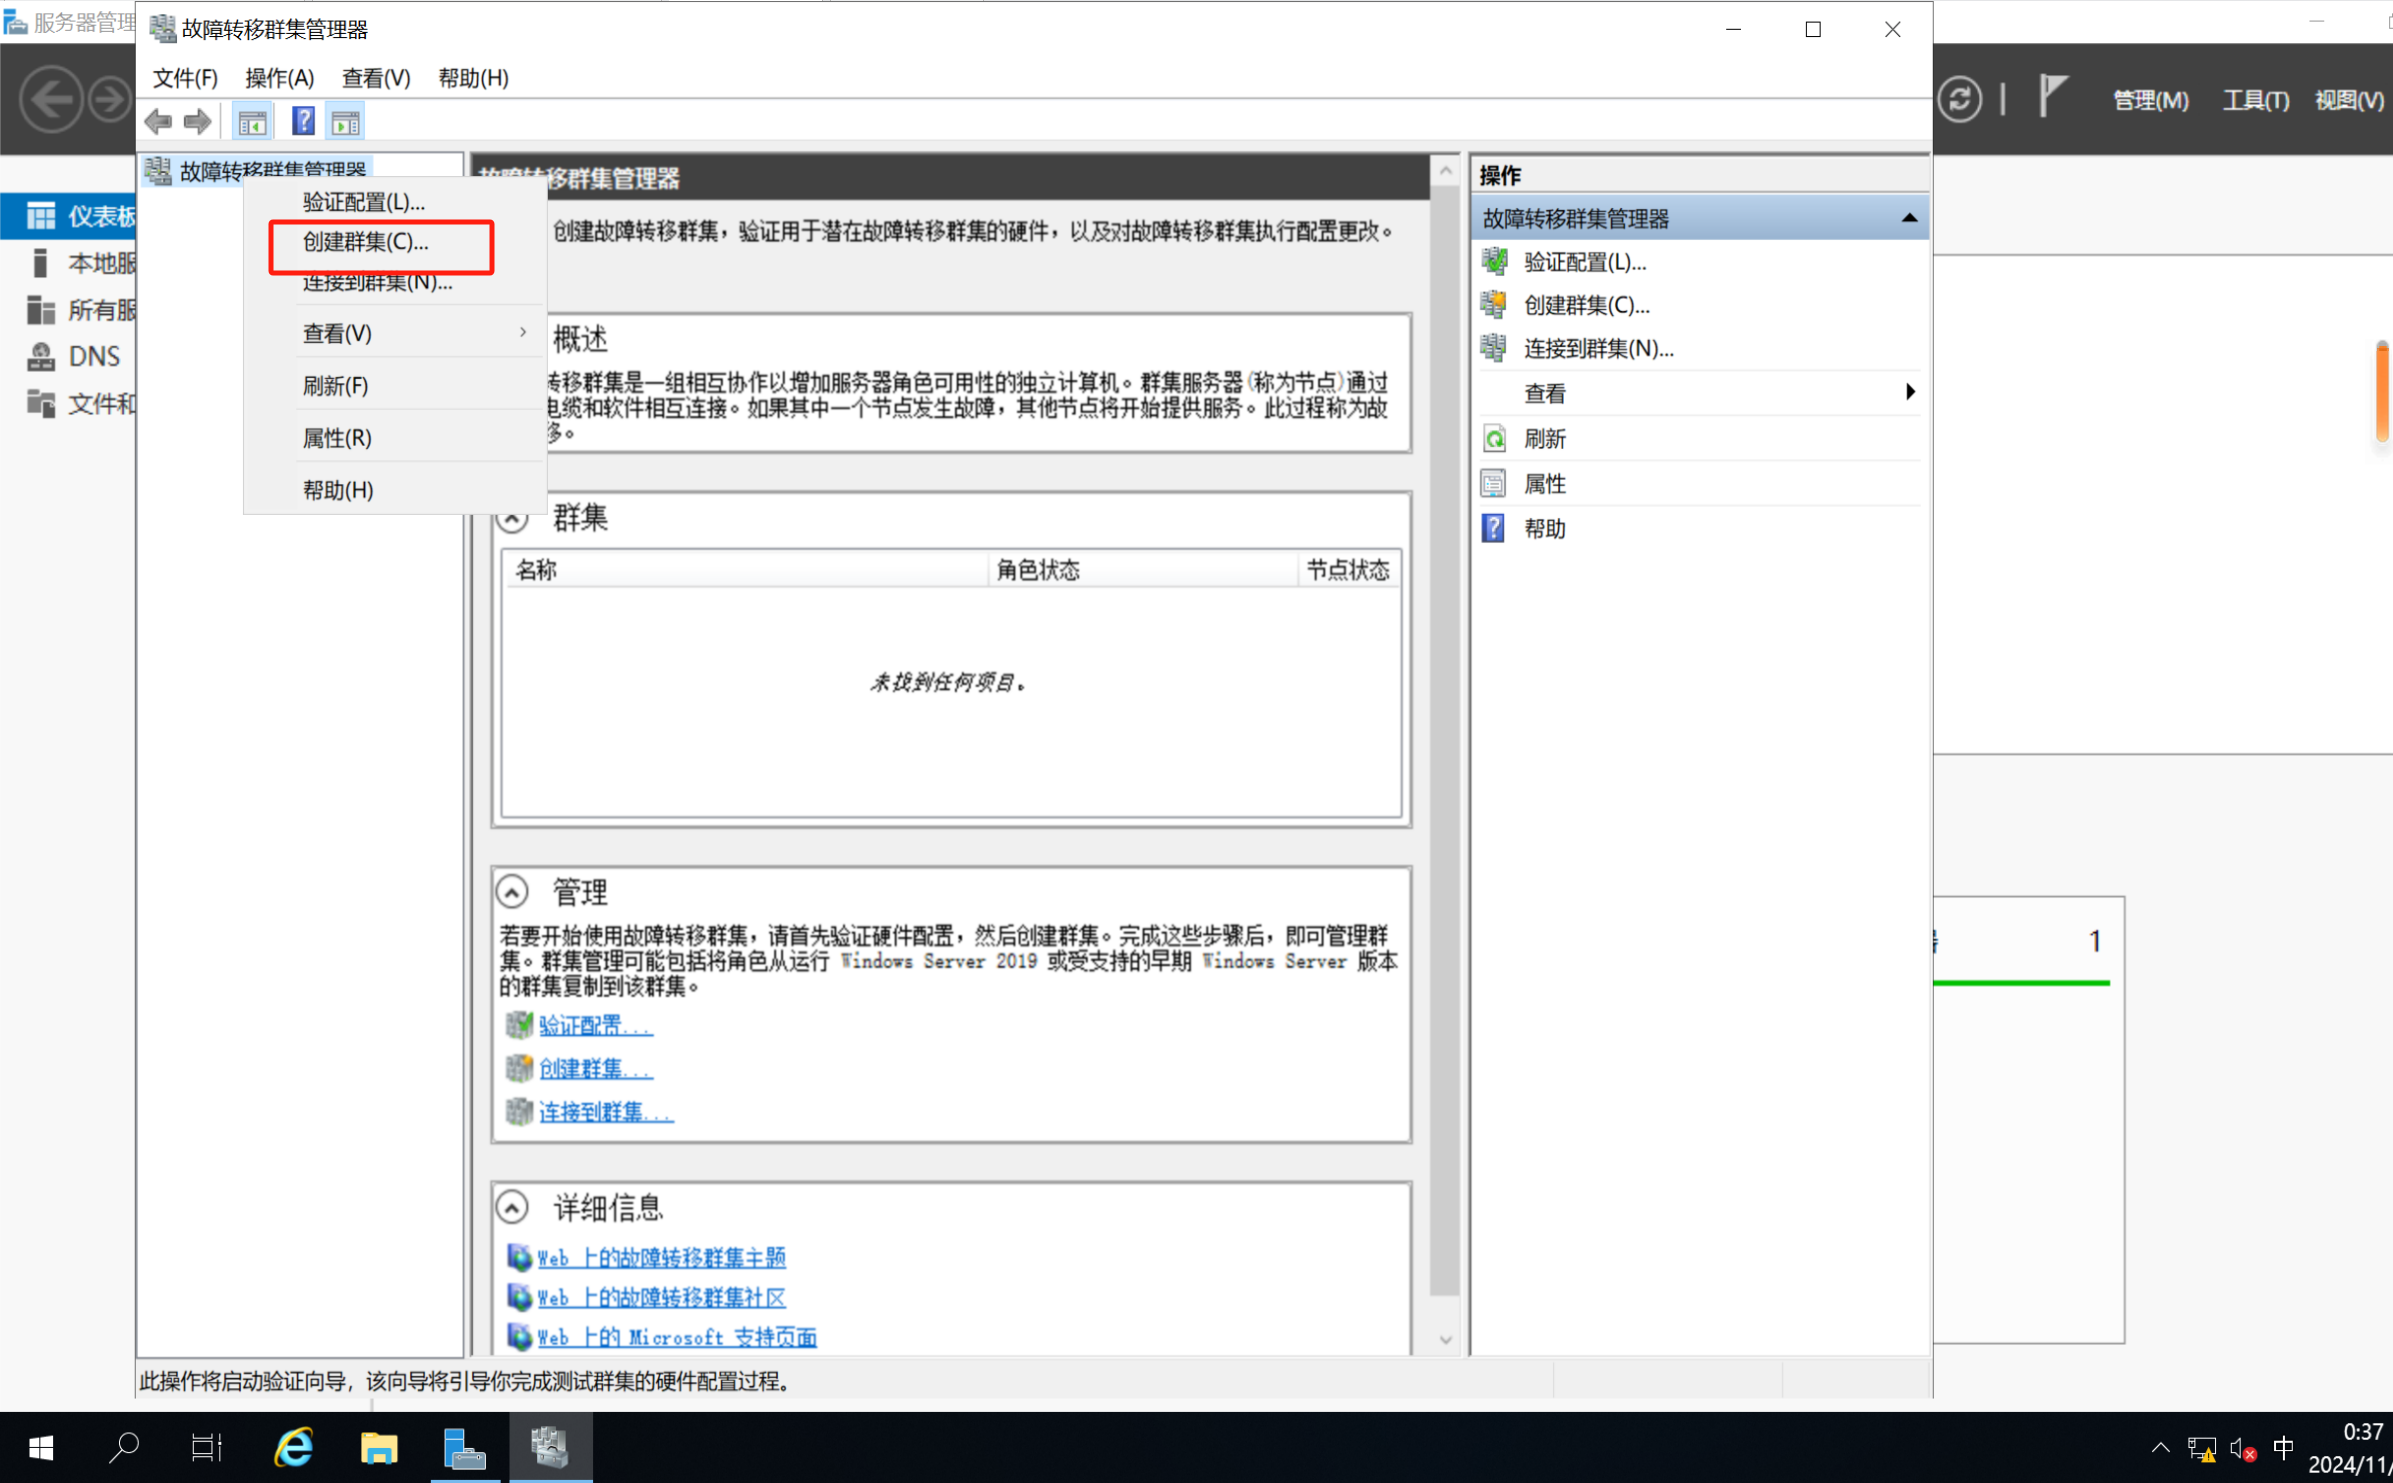 服务器管理
故障转移群集管理器
文件(F) 操作(A) 查看(V) 帮助(H)
管理(M) 工具(T) 视图(V)
故障转移群集管理器
仪表板
本地服
所有服
DNS
文件和
验证配置(L)...
创建群集(C)...
连接到群集(N)...
查看(V)
刷新(F)
属性(R)
帮助(H)
移群集管理器
创建故障转移群集，验证用于潜在故障转移群集的硬件，以及对故障转移群集执行配置更改。
概述
转移群集是一组相互协作以增加服务器角色可用性的独立计算机。群集服务器(称为节点)通过
电缆和软件相互连接。如果其中一个节点发生故障，其他节点将开始提供服务。此过程称为故
移。
群集
名称 角色状态 节点状态
未找到任何项目。
管理
若要开始使用故障转移群集，请首先验证硬件配置，然后创建群集。完成这些步骤后，即可管理群
集。群集管理可能包括将角色从运行 Windows Server 2019 或受支持的早期 Windows Server 版本
的群集复制到该群集。
验证配置...
创建群集...
连接到群集...
详细信息
Web 上的故障转移群集主题
Web 上的故障转移群集社区
Web 上的 Microsoft 支持页面
操作
故障转移群集管理器
验证配置(L)...
创建群集(C)...
连接到群集(N)...
查看
刷新
属性
帮助
1
此操作将启动验证向导，该向导将引导你完成测试群集的硬件配置过程。
中
0:37
2024/11/